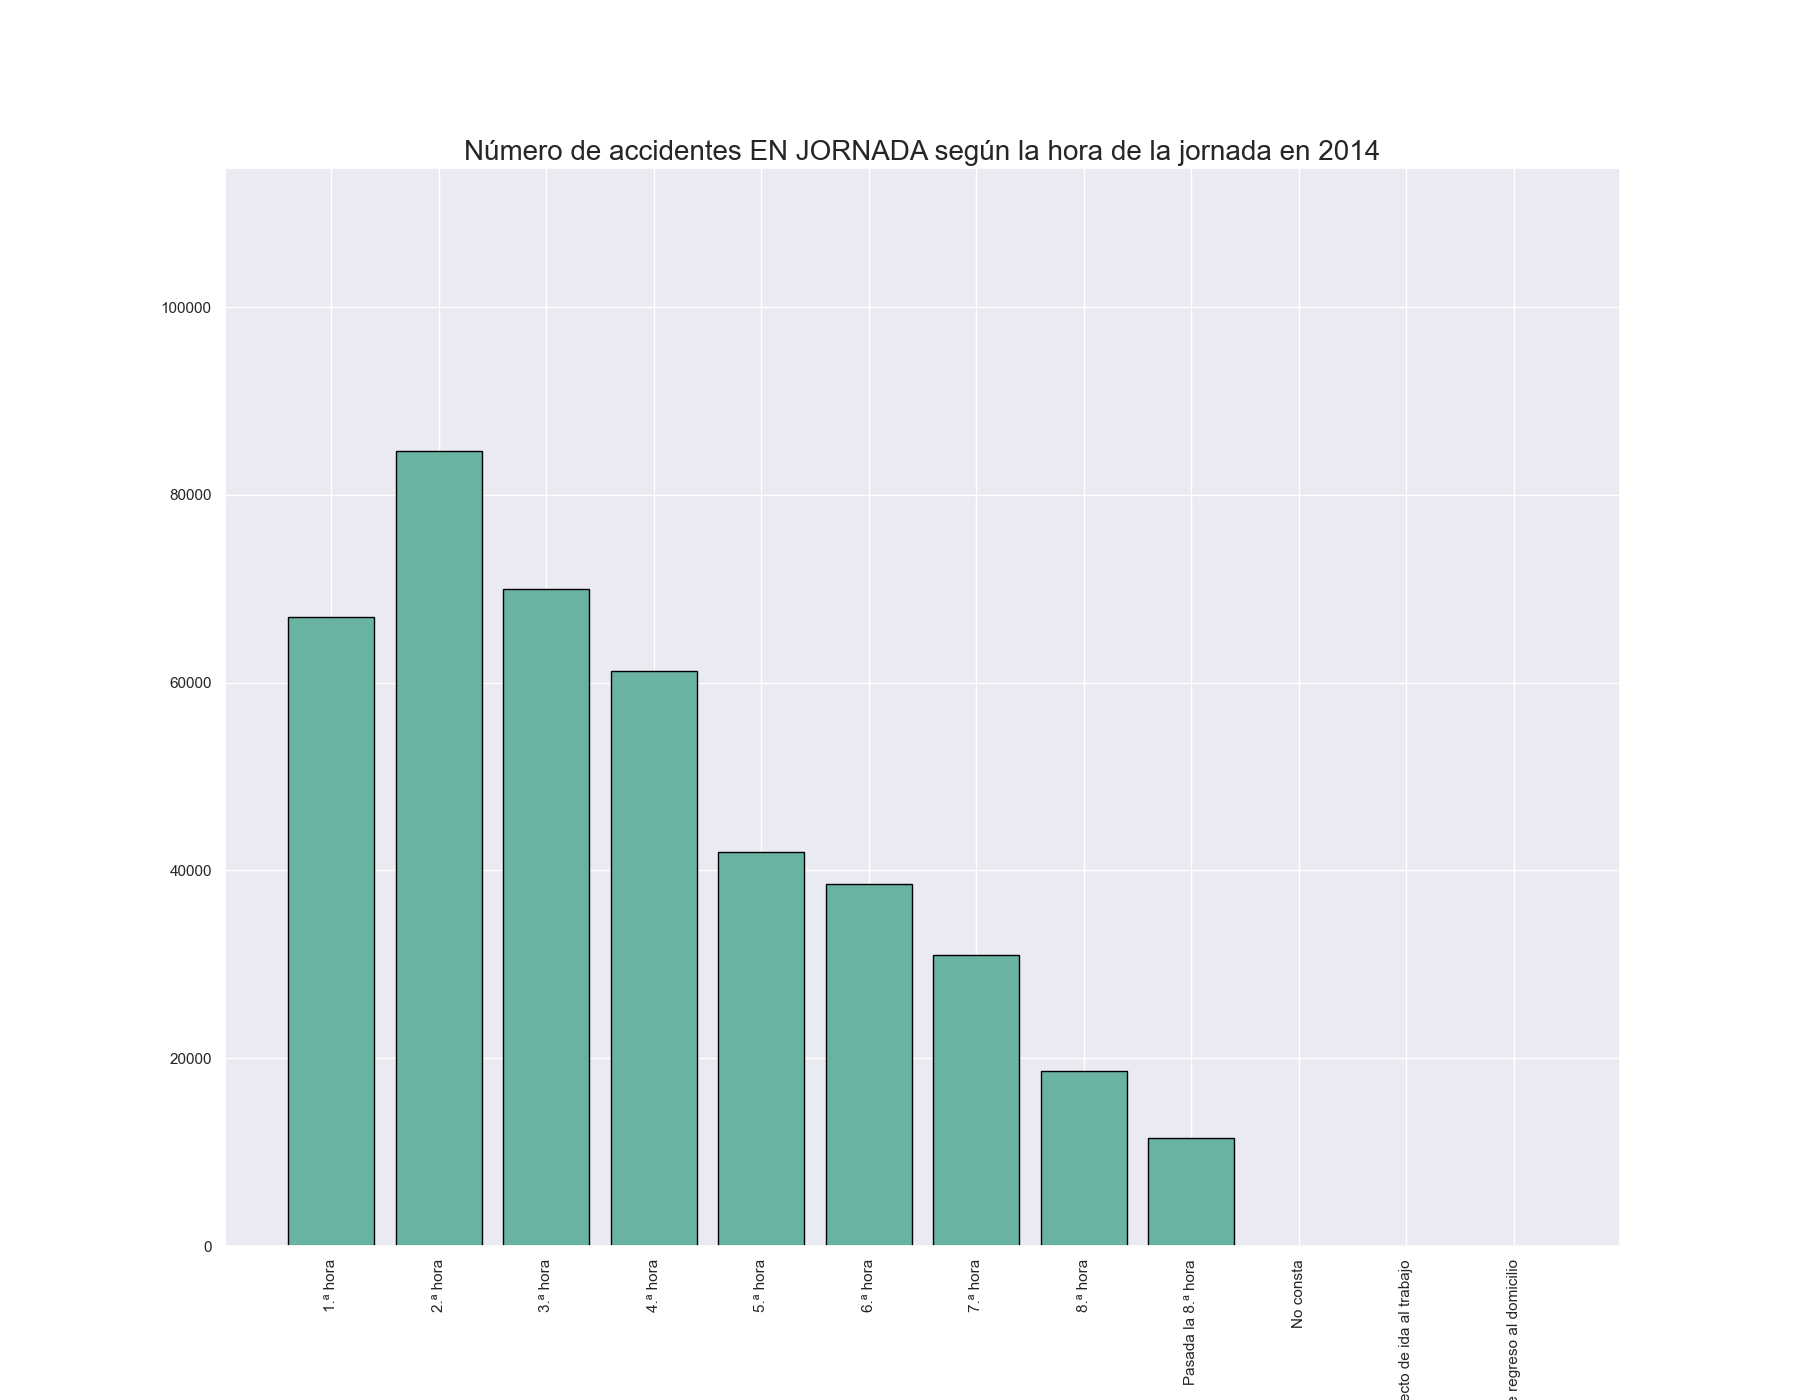 Número de accidentes EN JORNADA según la hora de la jornada en 2014
100000
80000
60000
40000
20000
0
1.ª hora
2.ª hora
3.ª hora
4.ª hora
5.ª hora
6.ª hora
7.ª hora
8.ª hora
Pasada la 8.ª hora
No consta
de ida al trabajo
regreso al domicilio